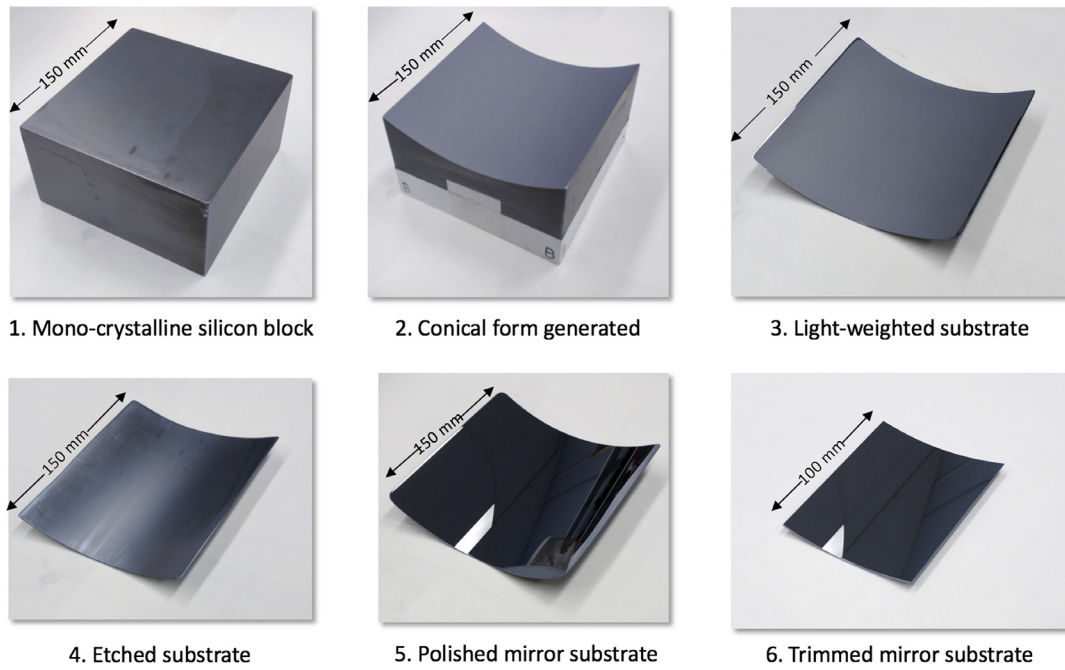 150 mm
150 mm
150 mm
B
B
1. Mono-crystalline silicon block
2. Conical form generated
3. Light-weighted substrate
150 mm
150 mm
100 mm
4. Etched substrate
5. Polished mirror substrate
6. Trimmed mirror substrate